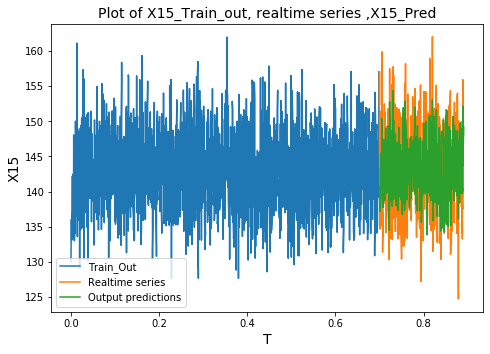 Plot of X15_Train_out, realtime series ,X15_Pred
X15
160
155
150
145
140
135
130
125
Train_Out
Realtime series
Output predictions
0.0 0.2 0.4 0.6 0.8
T